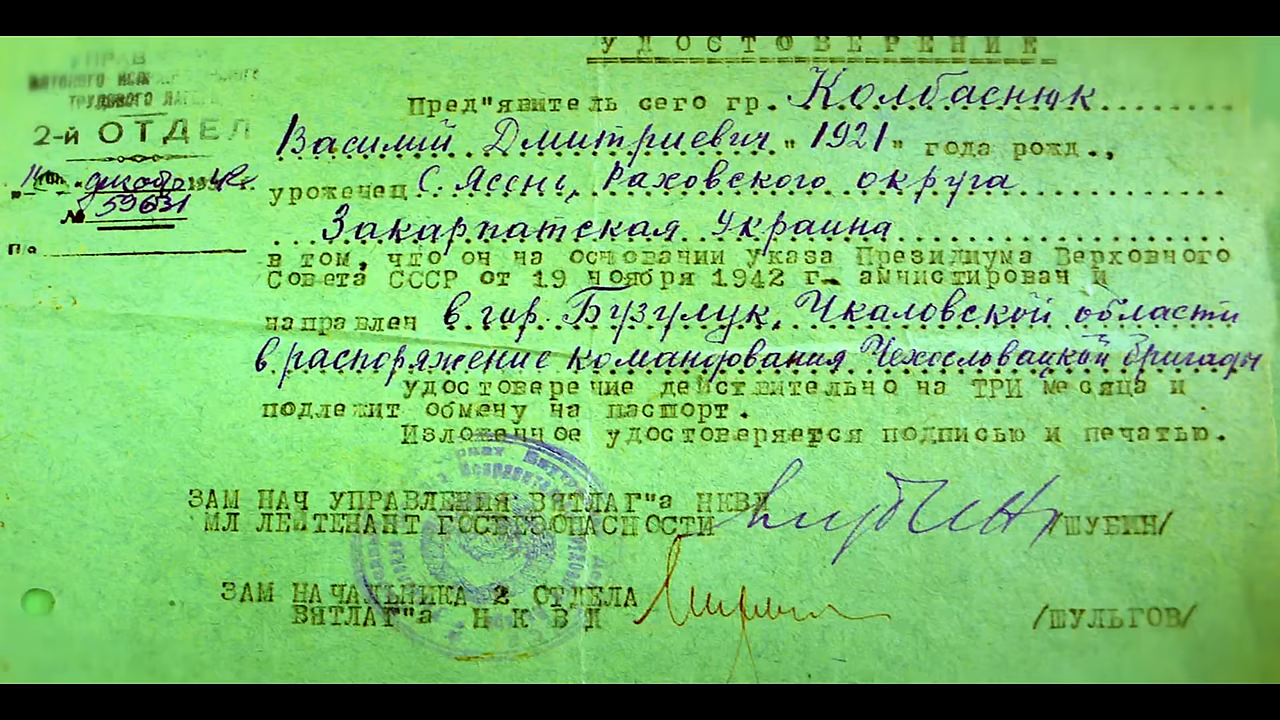 УДОСТОВЕРЕНИЕ
УПРАВ
ТРУДОВОГО
2-й ОТДЕЛ
№ 59631
Пред"явитель сего гр. Колбаснюк
Василий Дмитриевич "1921" года рожд.,
уроженец с. Ясени, Раховского округа
Закарпатская Украина
в том, что он на основании указа Президиума Верховного
Совета СССР от 19 ноября 1942 г. амнистирован и
направлен в гор. Бузулук, Чкаловской области
в распоряжение командования Чехословацкой бригады
удостоверение действительно на ТРИ месяца и
подлежит обмену на паспорт.
Изложенное удостоверяется подписью и печатью.
ЗАМ НАЧ УПРАВЛЕНИЯ ВЯТЛАГ"а НКВД
МЛ ЛЕЙТЕНАНТ ГОСБЕЗОПАСНОСТИ /ШУБИН/
ЗАМ НАЧАЛЬНИКА 2 ОТДЕЛА
ВЯТЛАГ"а Н К В Д /ШУЛЬГОВ/